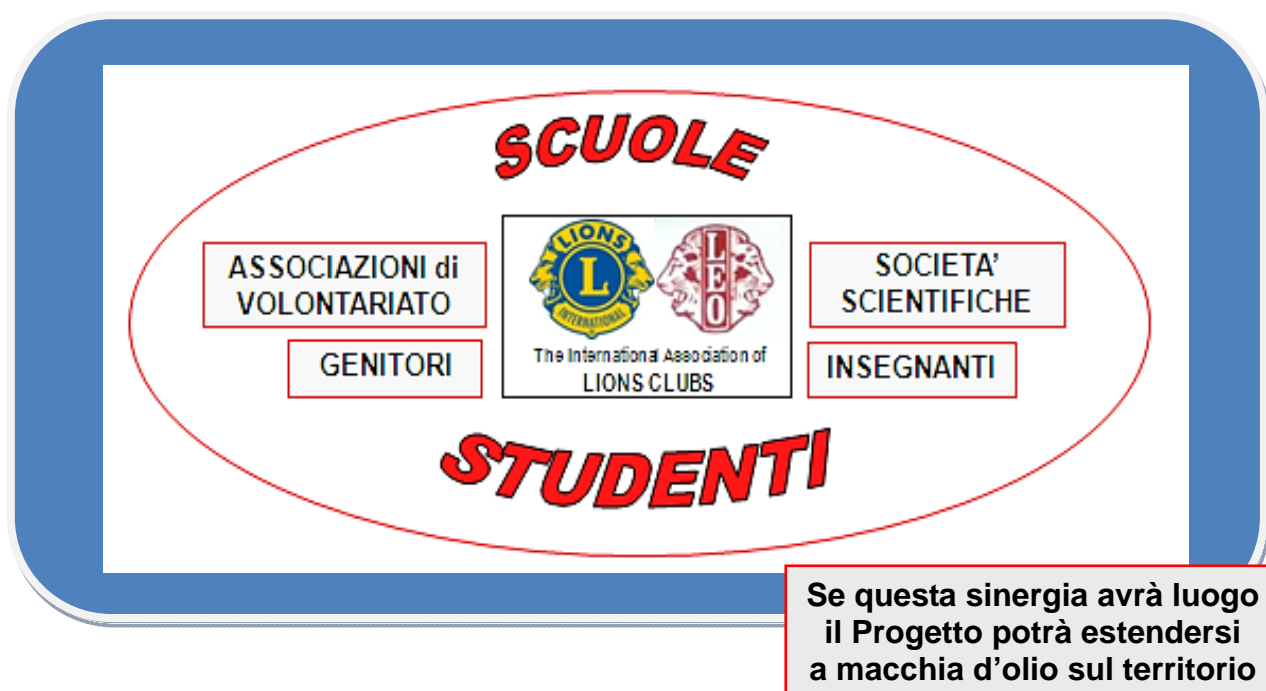 SCUOLE
ASSOCIAZIONI di
VOLONTARIATO
GENITORI
LIONS
L
INTERNATIONAL
LEO
The International Association of
LIONS CLUBS
SOCIETA'
SCIENTIFICHE
INSEGNANTI
STUDENTI
Se questa sinergia avrà luogo
il Progetto potrà estendersi
a macchia d’olio sul territorio